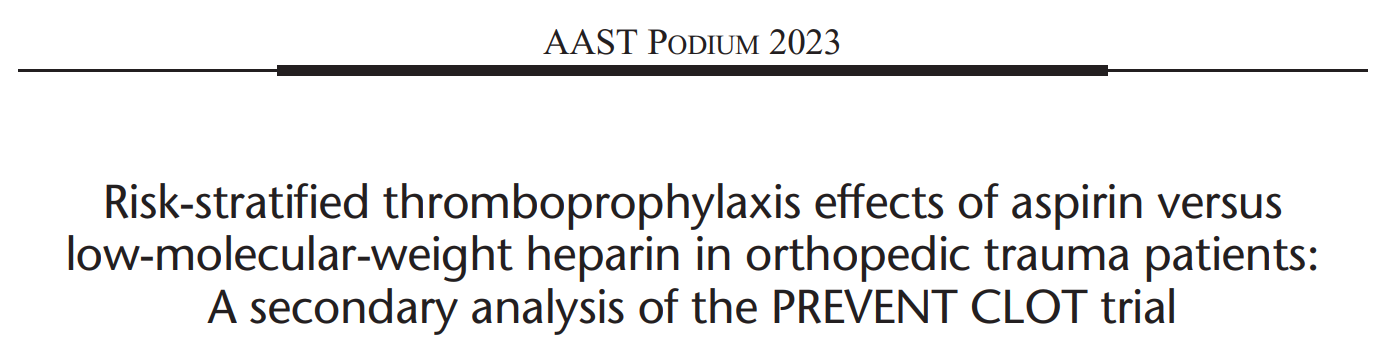 AAST PODIUM 2023
Risk-stratified thromboprophylaxis effects of aspirin versus
low-molecular-weight heparin in orthopedic trauma patients:
A secondary analysis of the PREVENT CLOT trial